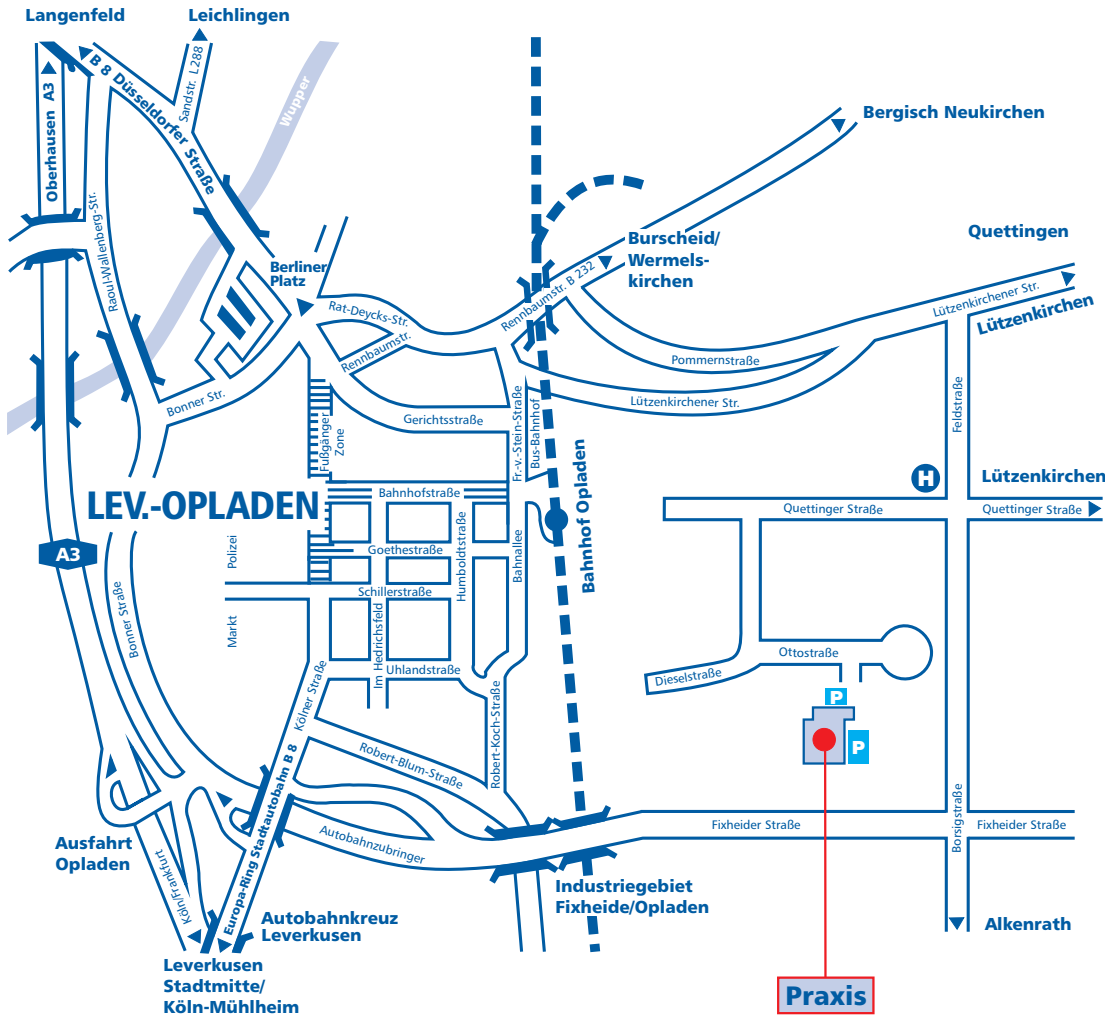 Langenfeld
Leichlingen
B 8 Düsseldorfer Straße
Sandstr. L288
Wupper
Oberhausen A3
Raoul-Wallenberg-Str.
Bergisch Neukirchen
Burscheid/
Wermels-
kirchen
Quettingen
Berliner
Platz
Rat-Deycks-Str.
Rennbaumstr.
Rennbaumstr. B 232
Lützenkirchener Str.
Lützenkirchen
Pommernstraße
Lützenkirchener Str.
Bonner Str.
Gerichtsstraße
Fußgänger
Zone
Fr.-v.-Stein-Straße
Bus-Bahnhof
Feldstraße
Bahnhof Opladen
H
Lützenkirchen
LEV.-OPLADEN
Bahnhofstraße
Quettinger Straße
Quettinger Straße
A3
Polizei
Goethestraße
Humboldtstraße
Bahnallee
Schillerstraße
Bonner Straße
Markt
Im Hedrichsfeld
Uhlandstraße
Ottostraße
Dieselstraße
Kölner Straße
P
P
Robert-Koch-Straße
Robert-Blum-Straße
Europa-Ring Stadtautobahn B 8
Autobahnzubringer
Fixheider Straße
Fixheider Straße
Borsigstraße
Ausfahrt
Opladen
Köln/Frankfurt
Industriegebiet
Fixheide/Opladen
Autobahnkreuz
Leverkusen
Alkenrath
Leverkusen
Stadtmitte/
Köln-Mühlheim
Praxis